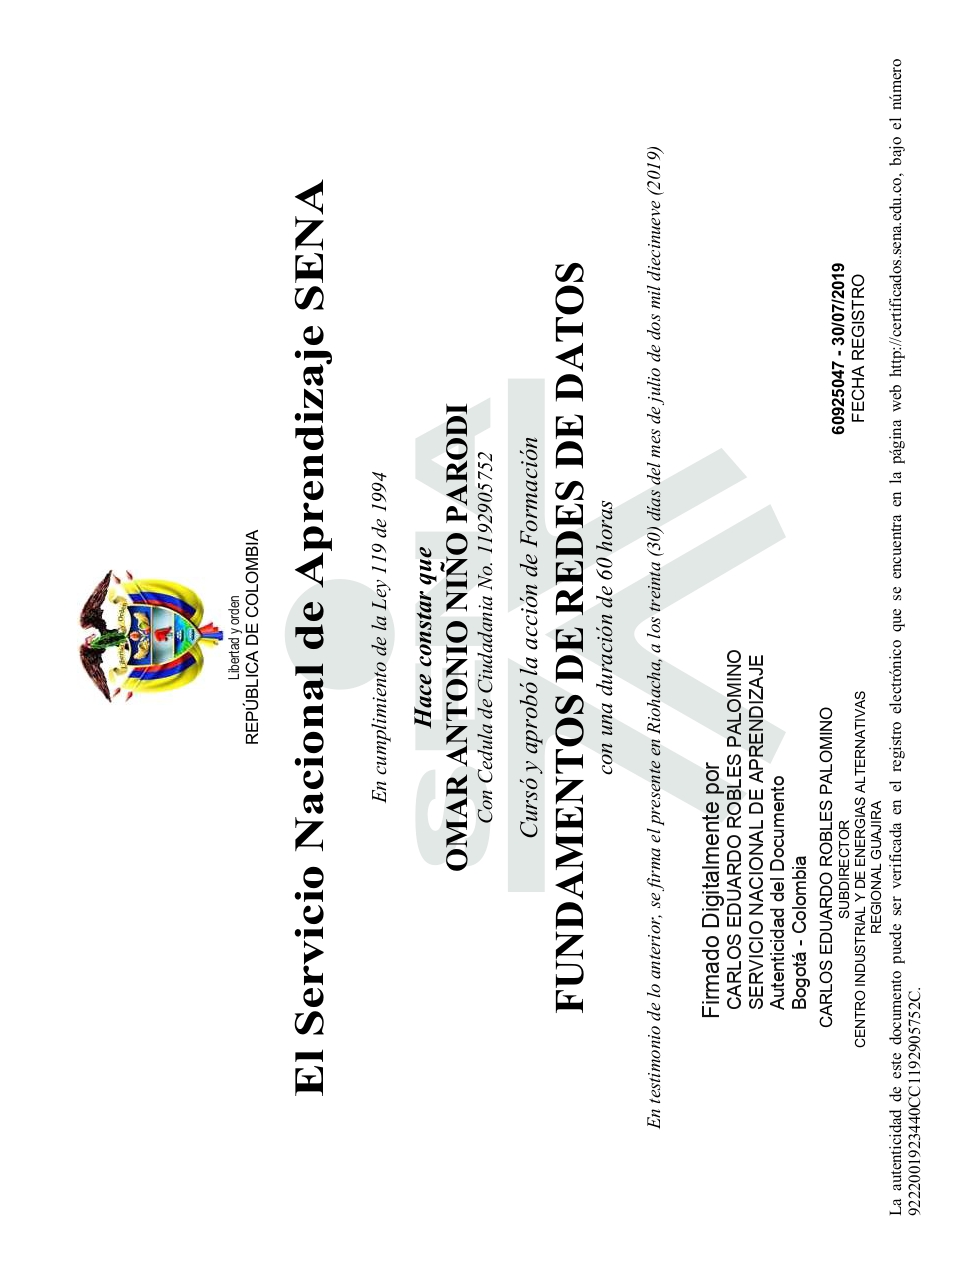 Libertad y Orden
Libertad y orden
REPÚBLICA DE COLOMBIA
El Servicio Nacional de Aprendizaje SENA
En cumplimiento de la Ley 119 de 1994
Hace constar que
SENA
OMAR ANTONIO NIÑO PARODI
Con Cedula de Ciudadania No. 1192905752
Cursó y aprobó la acción de Formación
FUNDAMENTOS DE REDES DE DATOS
con una duración de 60 horas
En testimonio de lo anterior, se firma el presente en Riohacha, a los treinta (30) días del mes de julio de dos mil diecinueve (2019)
Firmado Digitalmente por
CARLOS EDUARDO ROBLES PALOMINO
SERVICIO NACIONAL DE APRENDIZAJE
Autenticidad del Documento
Bogotá - Colombia
CARLOS EDUARDO ROBLES PALOMINO
SUBDIRECTOR
CENTRO INDUSTRIAL Y DE ENERGIAS ALTERNATIVAS
REGIONAL GUAJIRA
60925047 - 30/07/2019
FECHA REGISTRO
La autenticidad de este documento puede ser verificada en el registro electrónico que se encuentra en la página web http://certificados.sena.edu.co, bajo el número
9222001923440CC1192905752C.